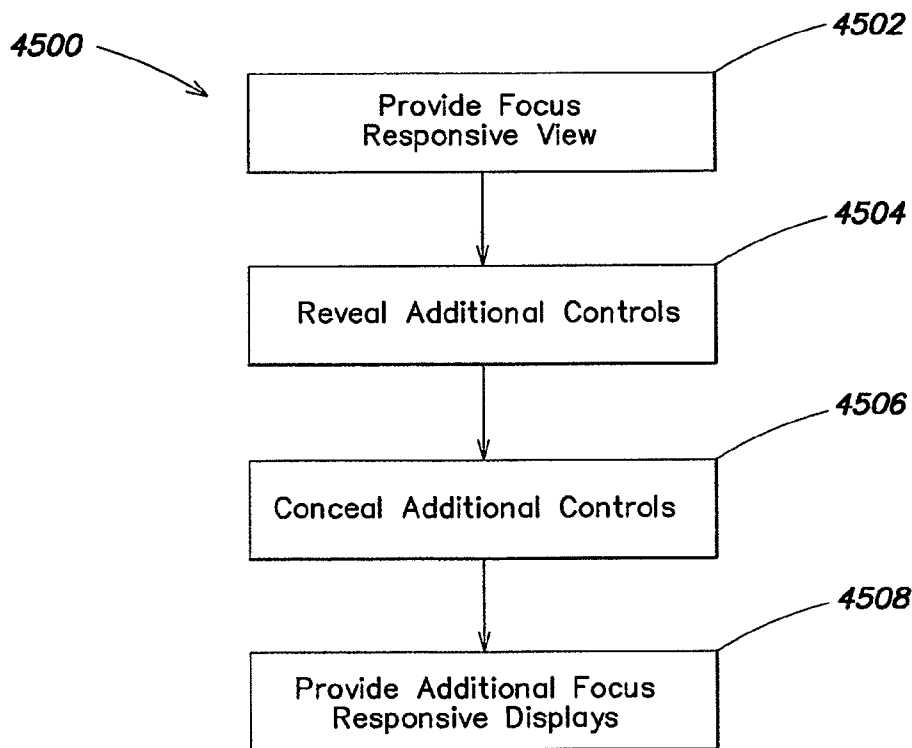 4500
4502
Provide Focus
Responsive View
4504
Reveal Additional Controls
4506
Conceal Additional Controls
4508
Provide Additional Focus
Responsive Displays